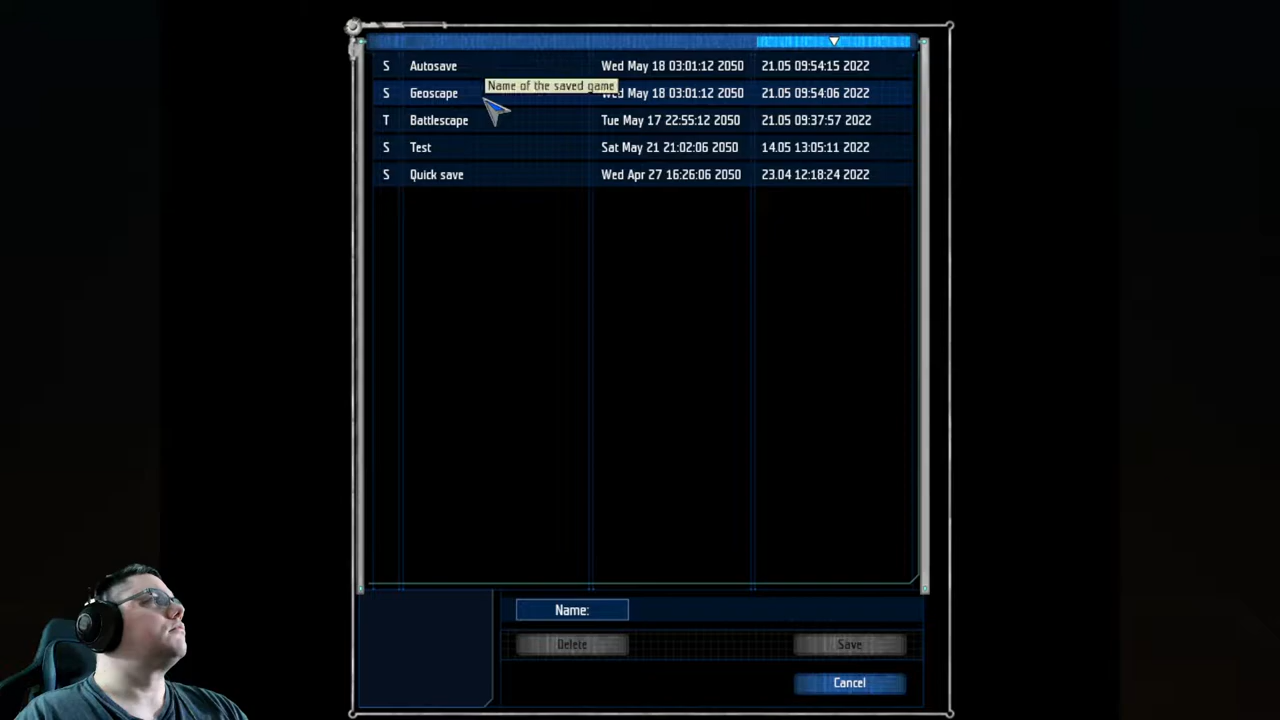 S Autosave Wed May 18 03:01:12 2050 21.05 09:54:15 2022
Name of the saved game
S Geoscape Wed May 18 03:01:12 2050 21.05 09:54:06 2022
T Battlescape Tue May 17 22:55:12 2050 21.05 09:37:57 2022
S Test Sat May 21 21:02:06 2050 14.05 13:05:11 2022
S Quick save Wed Apr 27 16:26:06 2050 23.04 12:18:24 2022
Name:
Delete Save
Cancel